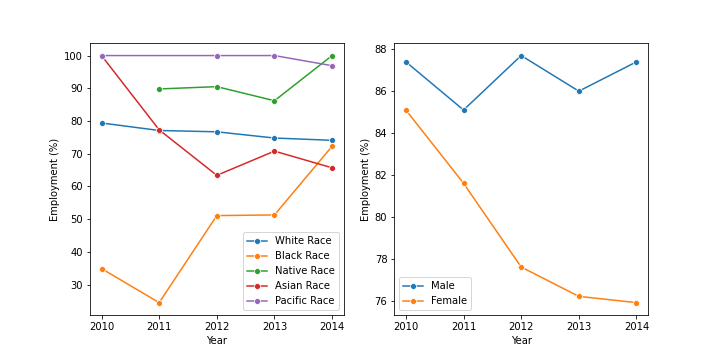 100
90
80
70
60
50
40
30
Employment (%)
2010 2011 2012 2013 2014
Year
White Race
Black Race
Native Race
Asian Race
Pacific Race
88
86
84
82
80
78
76
Employment (%)
2010 2011 2012 2013 2014
Year
Male
Female